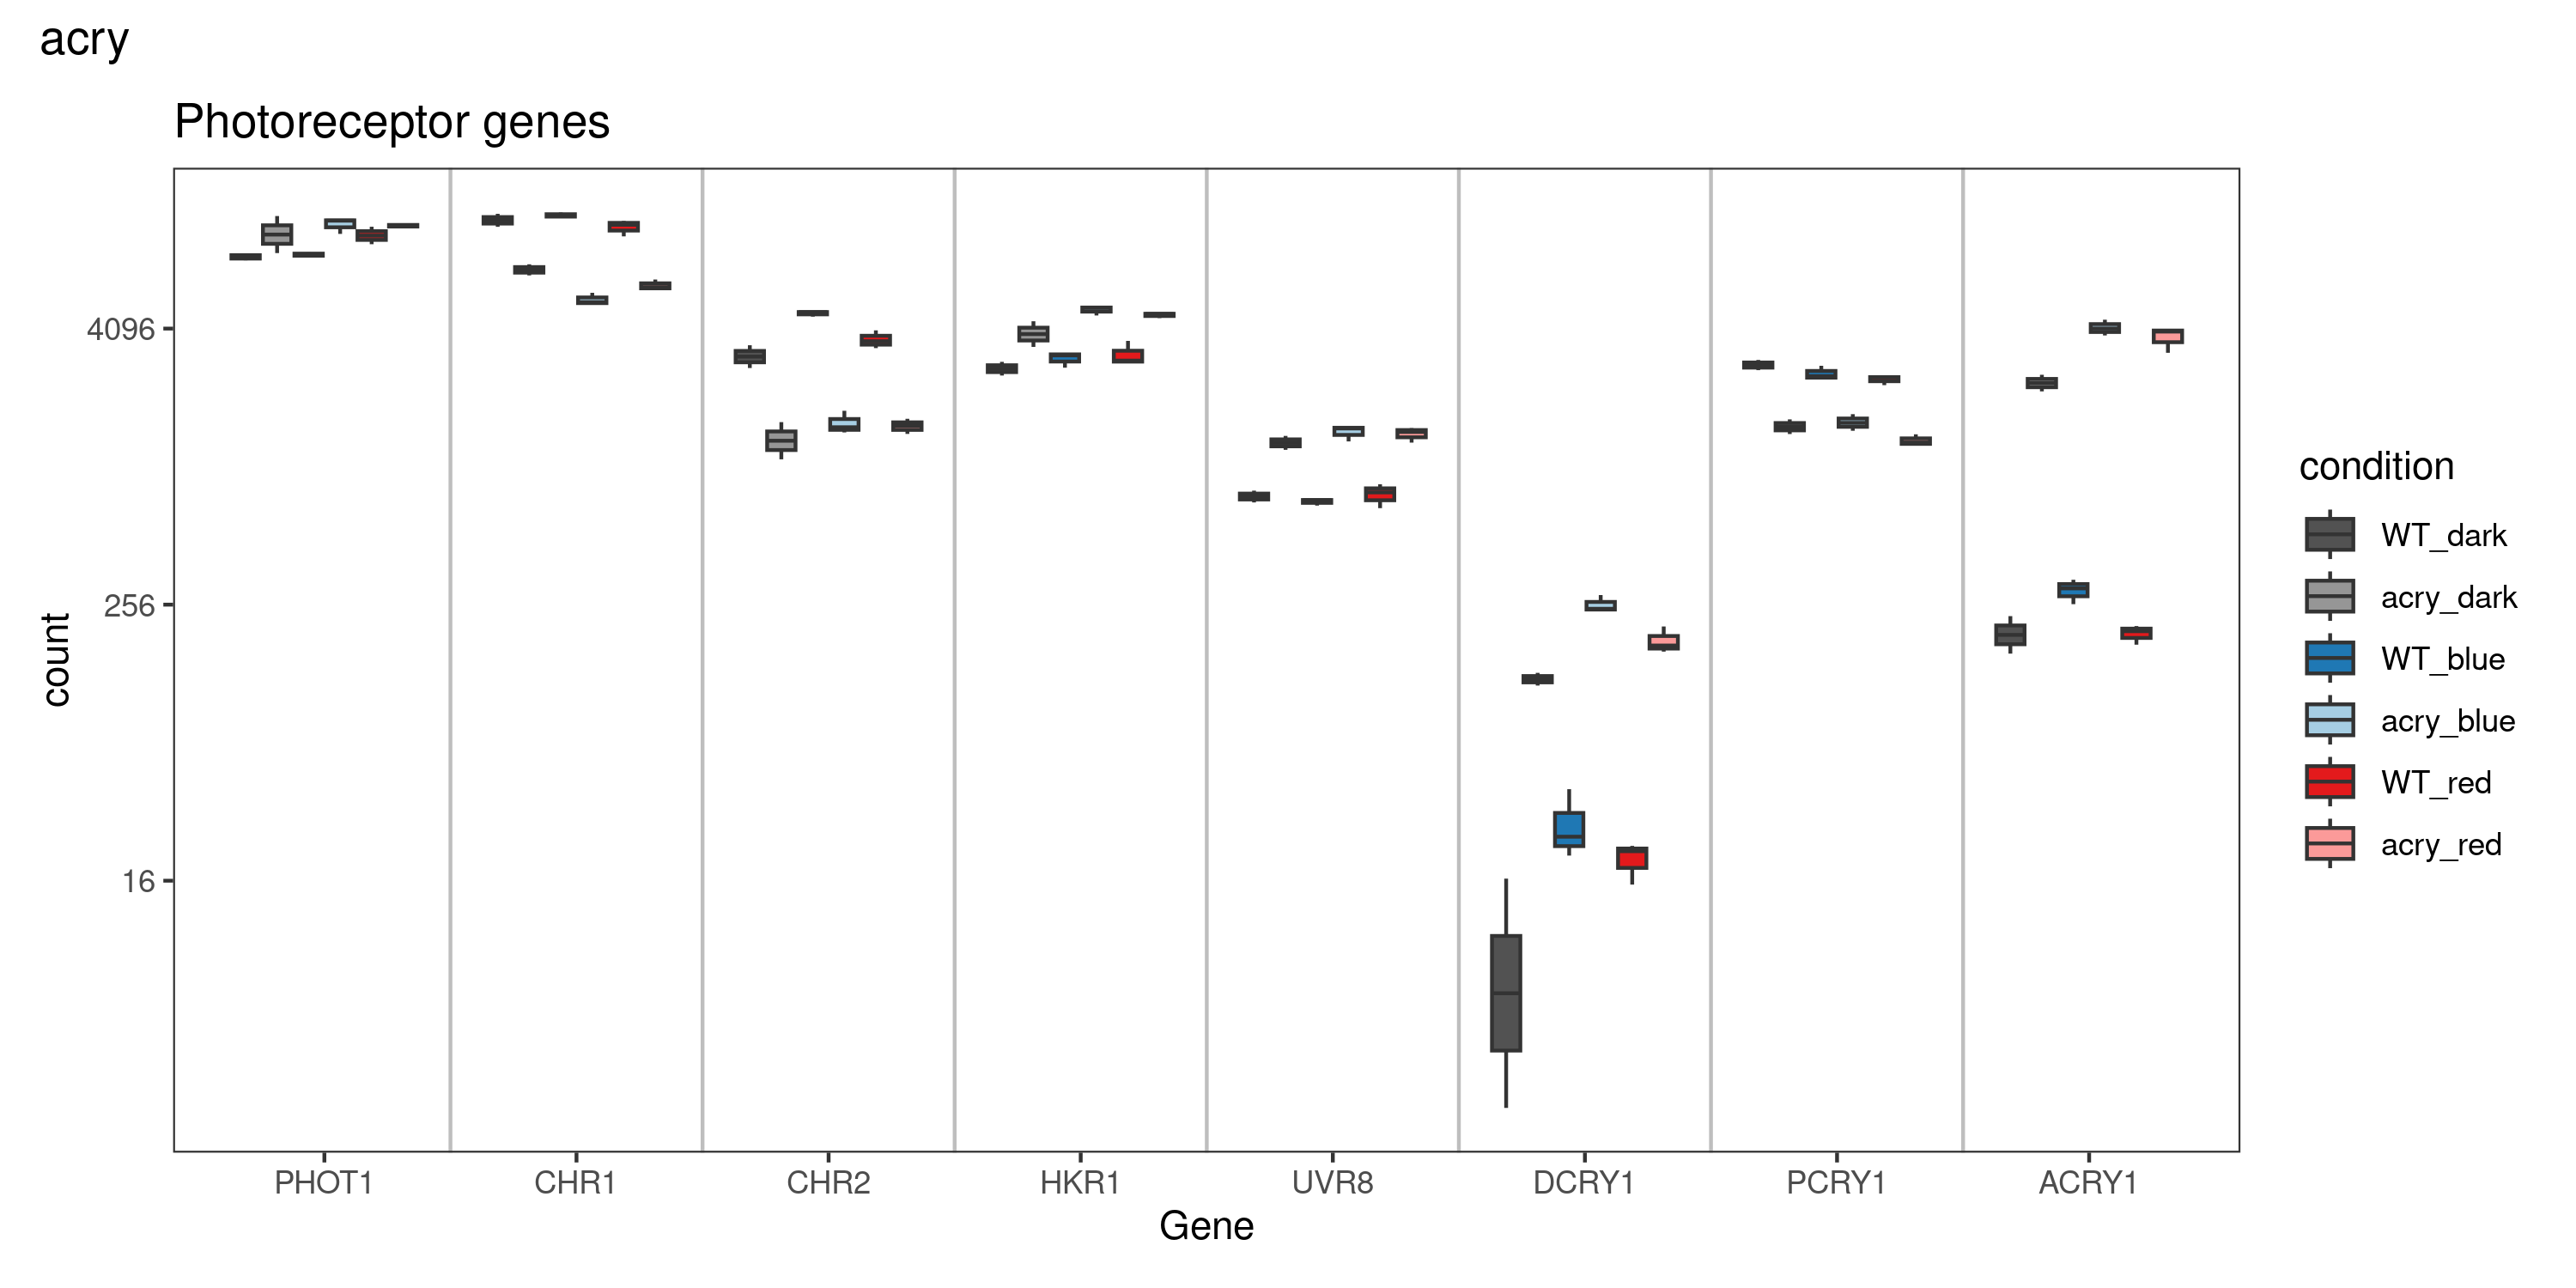 acry
Photoreceptor genes
4096
256
16
count
PHOT1 CHR1 CHR2 HKR1 UVR8 DCRY1 PCRY1 ACRY1
Gene
condition
WT_dark
acry_dark
WT_blue
acry_blue
WT_red
acry_red